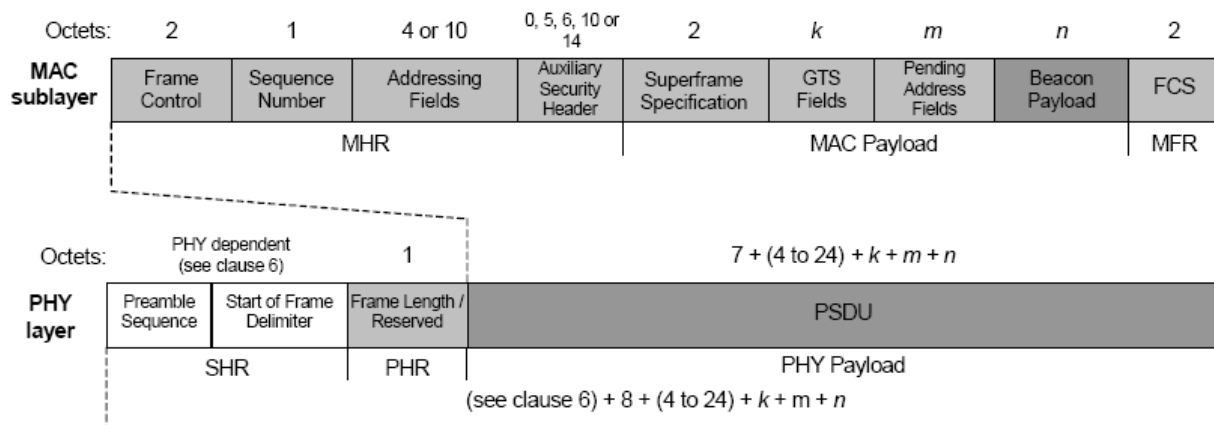 Octets: 2 1 4 or 10 0, 5, 6, 10 or 14 2 k m n 2
MAC sublayer
Frame Control
Sequence Number
Addressing Fields
Auxiliary Security Header
Superframe Specification
GTS Fields
Pending Address Fields
Beacon Payload
FCS
MHR MAC Payload MFR
Octets: PHY dependent (see clause 6) 1 7 + (4 to 24) + k + m + n
PHY layer
Preamble Sequence
Start of Frame Delimiter
Frame Length / Reserved
PSDU
SHR PHR PHY Payload
(see clause 6) + 8 + (4 to 24) + k + m + n